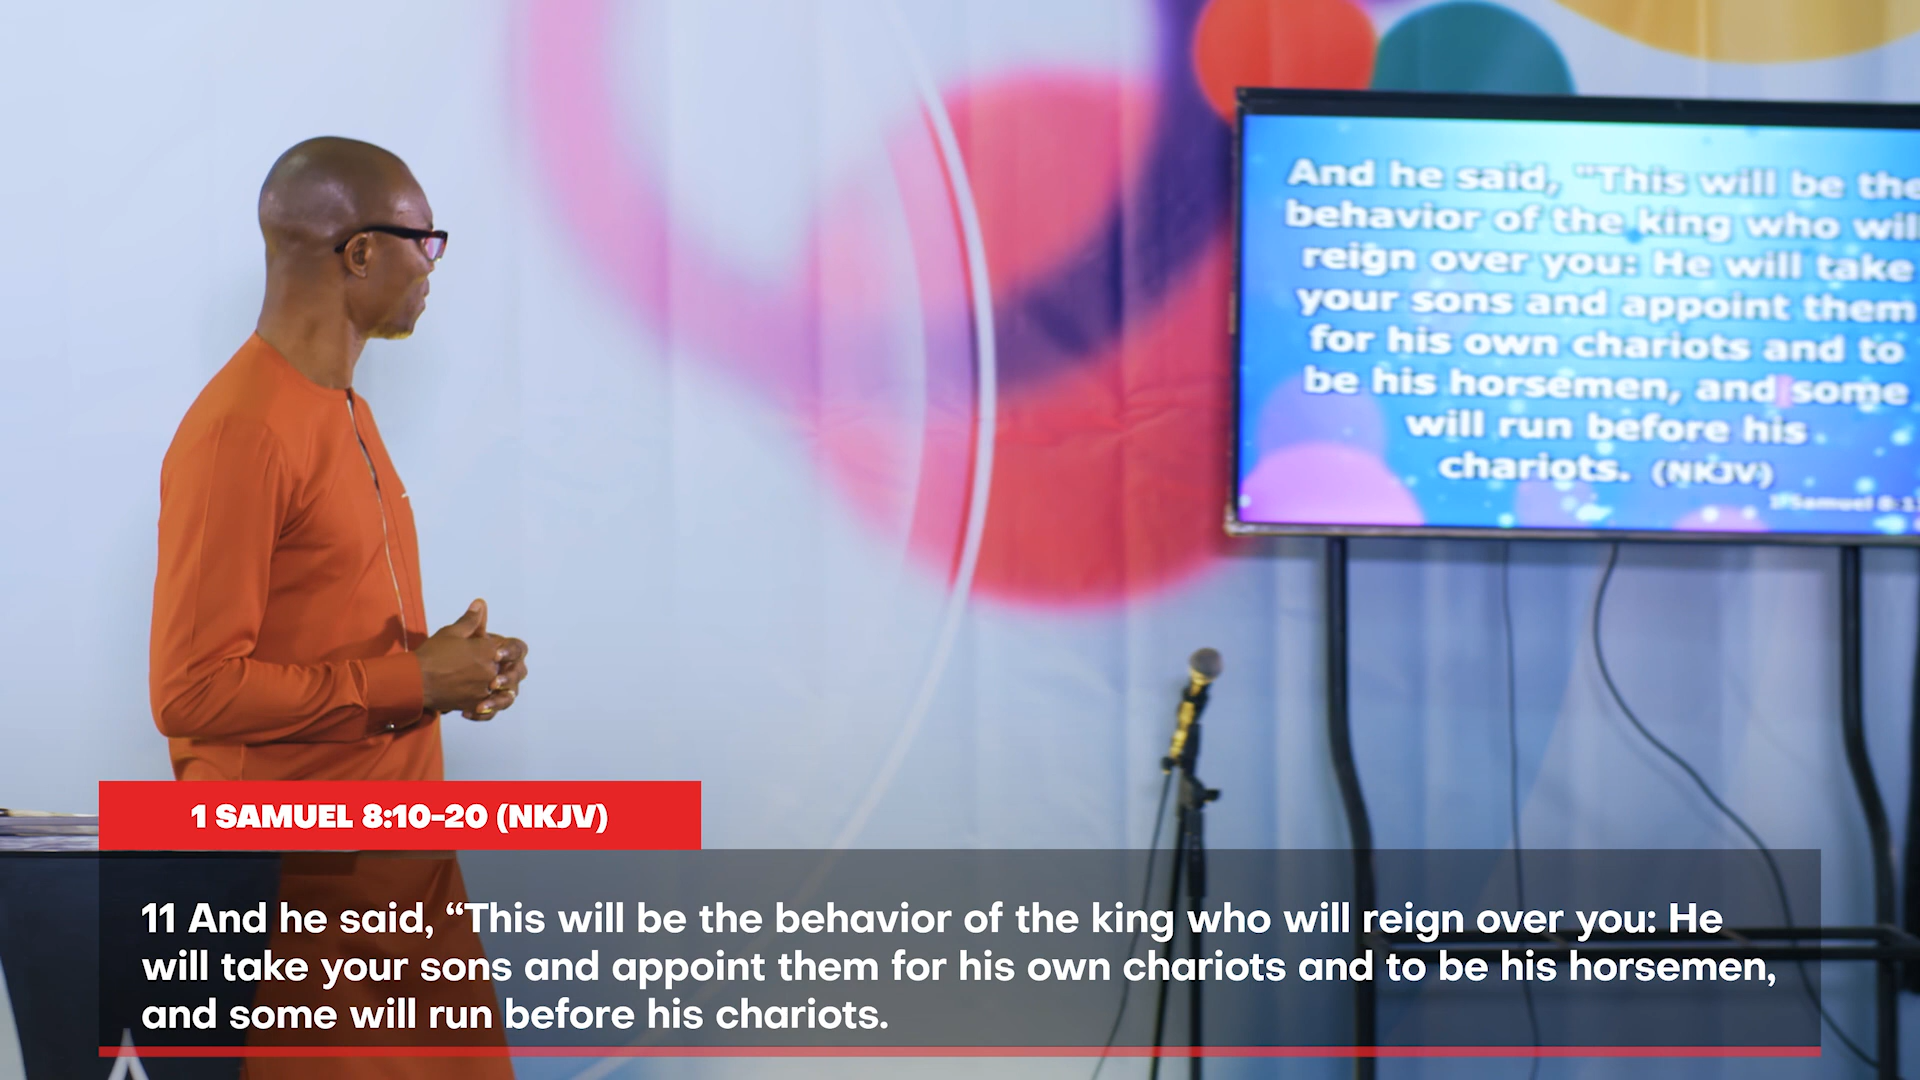 And he said, "This will be the
behavior of the king who will
reign over you: He will take
your sons and appoint them
for his own chariots and to
be his horsemen, and some
will run before his
chariots. (NKJV)
1 Samuel 8:11
1 SAMUEL 8:10-20 (NKJV)
11 And he said, “This will be the behavior of the king who will reign over you: He
will take your sons and appoint them for his own chariots and to be his horsemen,
and some will run before his chariots.